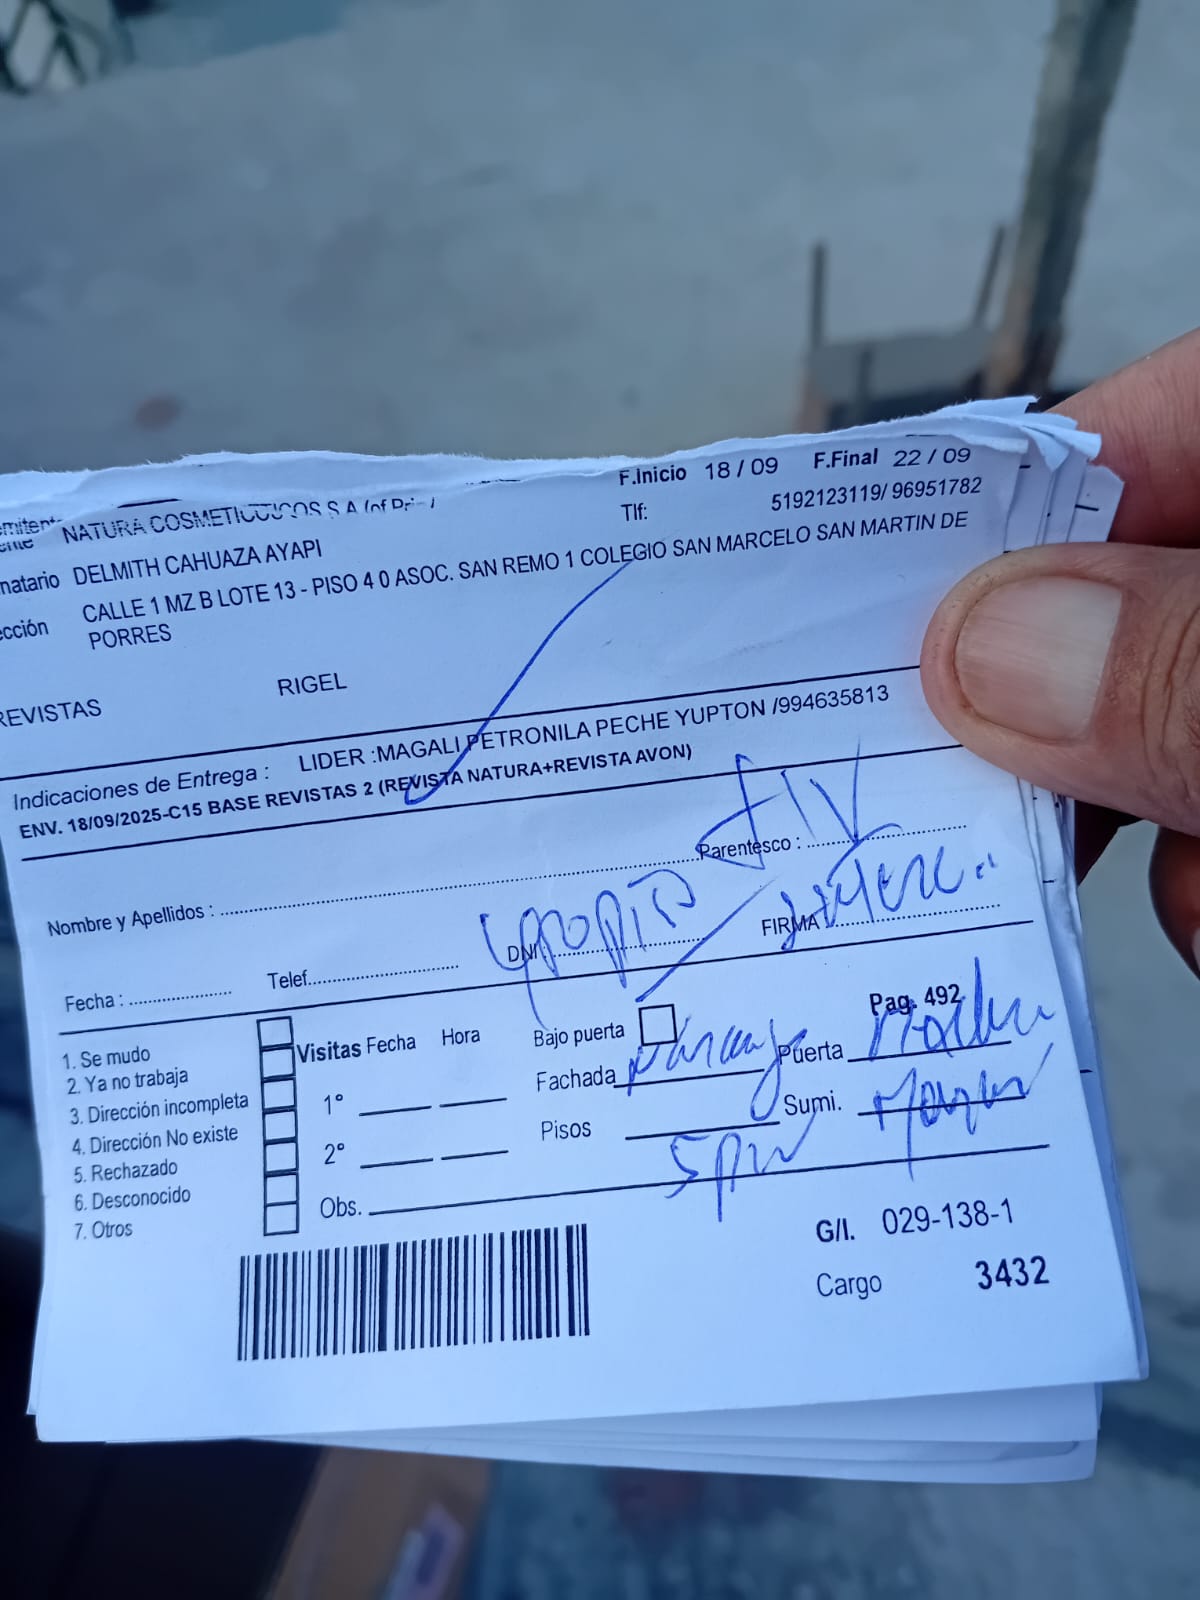 F.Inicio 18 / 09 F.Final 22 / 09
NATURA COSMETICOS S A
Tlf: 5192123119/ 96951782
natario DELMITH CAHUAZA AYAPI
ección CALLE 1 MZ B LOTE 13 - PISO 4 0 ASOC. SAN REMO 1 COLEGIO SAN MARCELO SAN MARTIN DE
PORRES
REVISTAS RIGEL
Indicaciones de Entrega : LIDER :MAGALI PETRONILA PECHE YUPTON /994635813
ENV. 18/09/2025-C15 BASE REVISTAS 2 (REVISTA NATURA+REVISTA AVON)
Nombre y Apellidos : Parentesco :
Fecha : Telef. DNI : FIRMA :
Pag. 492
1. Se mudo
2. Ya no trabaja
3. Dirección incompleta
4. Dirección No existe
5. Rechazado
6. Desconocido
7. Otros
Visitas Fecha Hora
1°
2°
Obs.
Bajo puerta
Fachada Puerta
Pisos Sumi.
G/I. 029-138-1
Cargo 3432